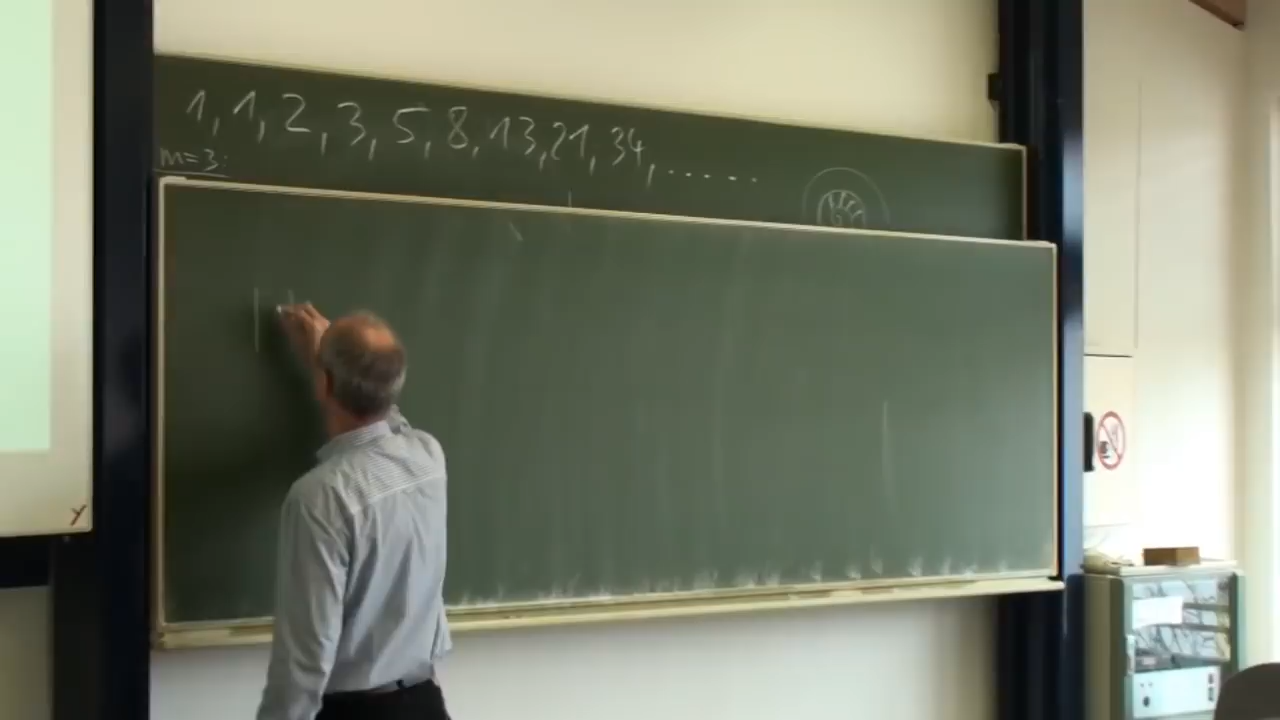 1, 1, 2, 3, 5, 8, 13, 21, 34, .....
m=3: